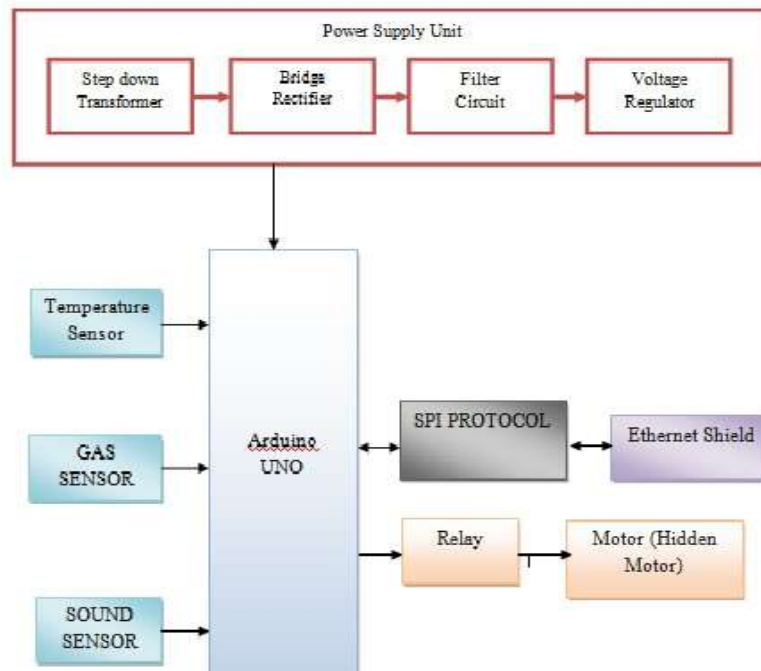 Power Supply Unit
Step down
Transformer
Bridge
Rectifier
Filter
Circuit
Voltage
Regulator
Temperature
Sensor
GAS
SENSOR
SOUND
SENSOR
Arduino
UNO
SPI PROTOCOL
Ethernet Shield
Relay
Motor (Hidden
Motor)